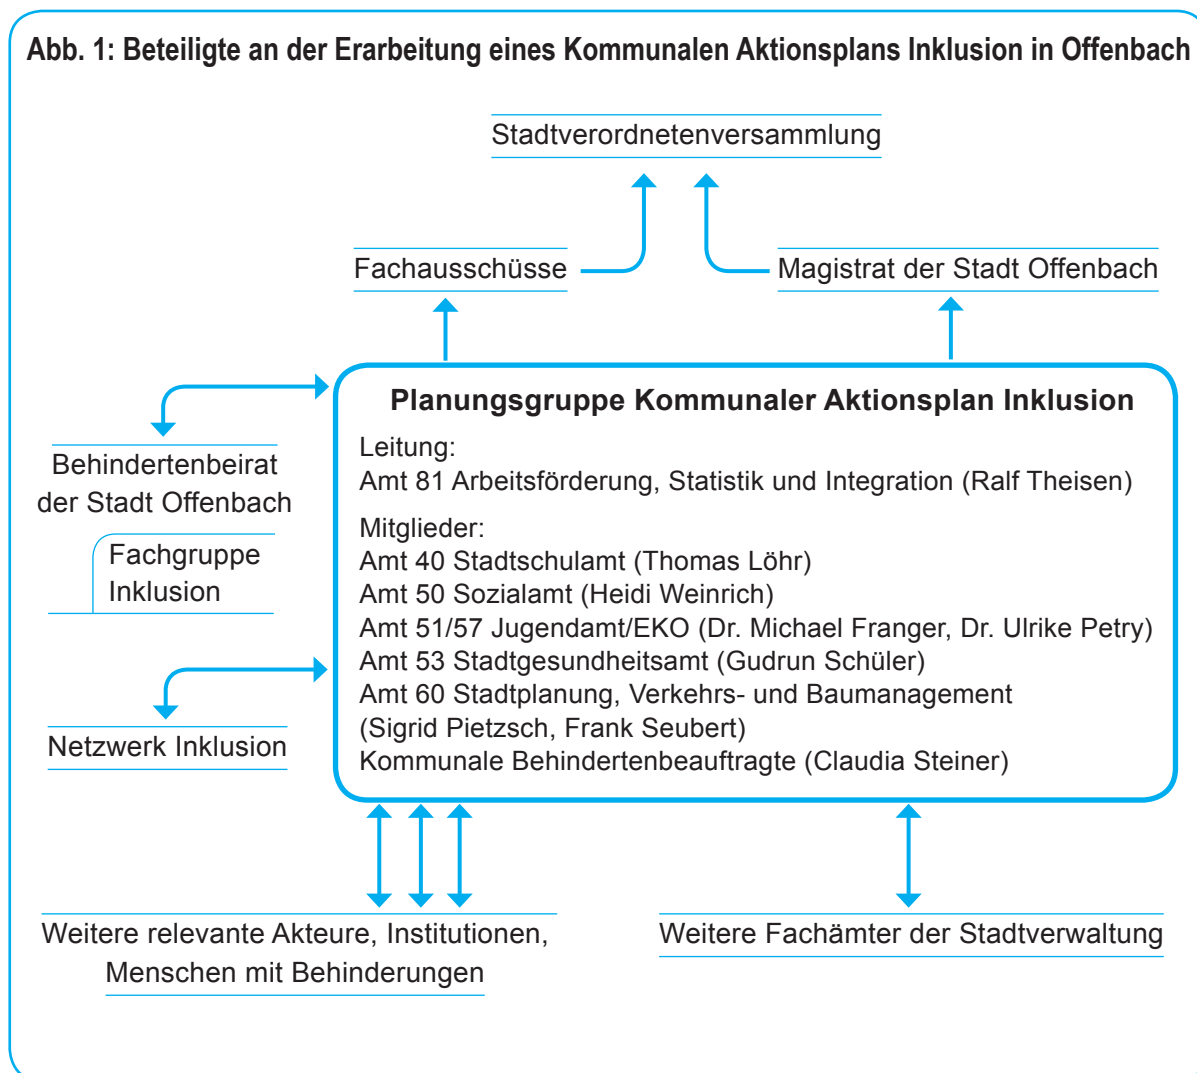 Abb. 1: Beteiligte an der Erarbeitung eines Kommunalen Aktionsplans Inklusion in Offenbach
Stadtverordnetenversammlung
Fachausschüsse
Magistrat der Stadt Offenbach
Planungsgruppe Kommunaler Aktionsplan Inklusion
Leitung:
Amt 81 Arbeitsförderung, Statistik und Integration (Ralf Theisen)
Mitglieder:
Amt 40 Stadtschulamt (Thomas Löhr)
Amt 50 Sozialamt (Heidi Weinrich)
Amt 51/57 Jugendamt/EKO (Dr. Michael Franger, Dr. Ulrike Petry)
Amt 53 Stadtgesundheitsamt (Gudrun Schüler)
Amt 60 Stadtplanung, Verkehrs- und Baumanagement
(Sigrid Pietzsch, Frank Seubert)
Kommunale Behindertenbeauftragte (Claudia Steiner)
Behindertenbeirat
der Stadt Offenbach
Fachgruppe
Inklusion
Netzwerk Inklusion
Weitere relevante Akteure, Institutionen,
Menschen mit Behinderungen
Weitere Fachämter der Stadtverwaltung